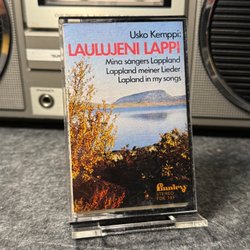 Usko Kemppi:
LAULUJENI LAPPI
Mina sångers Lappland
Lappland meiner Lieder
Lapland in my songs
Finnlevy
STEREO